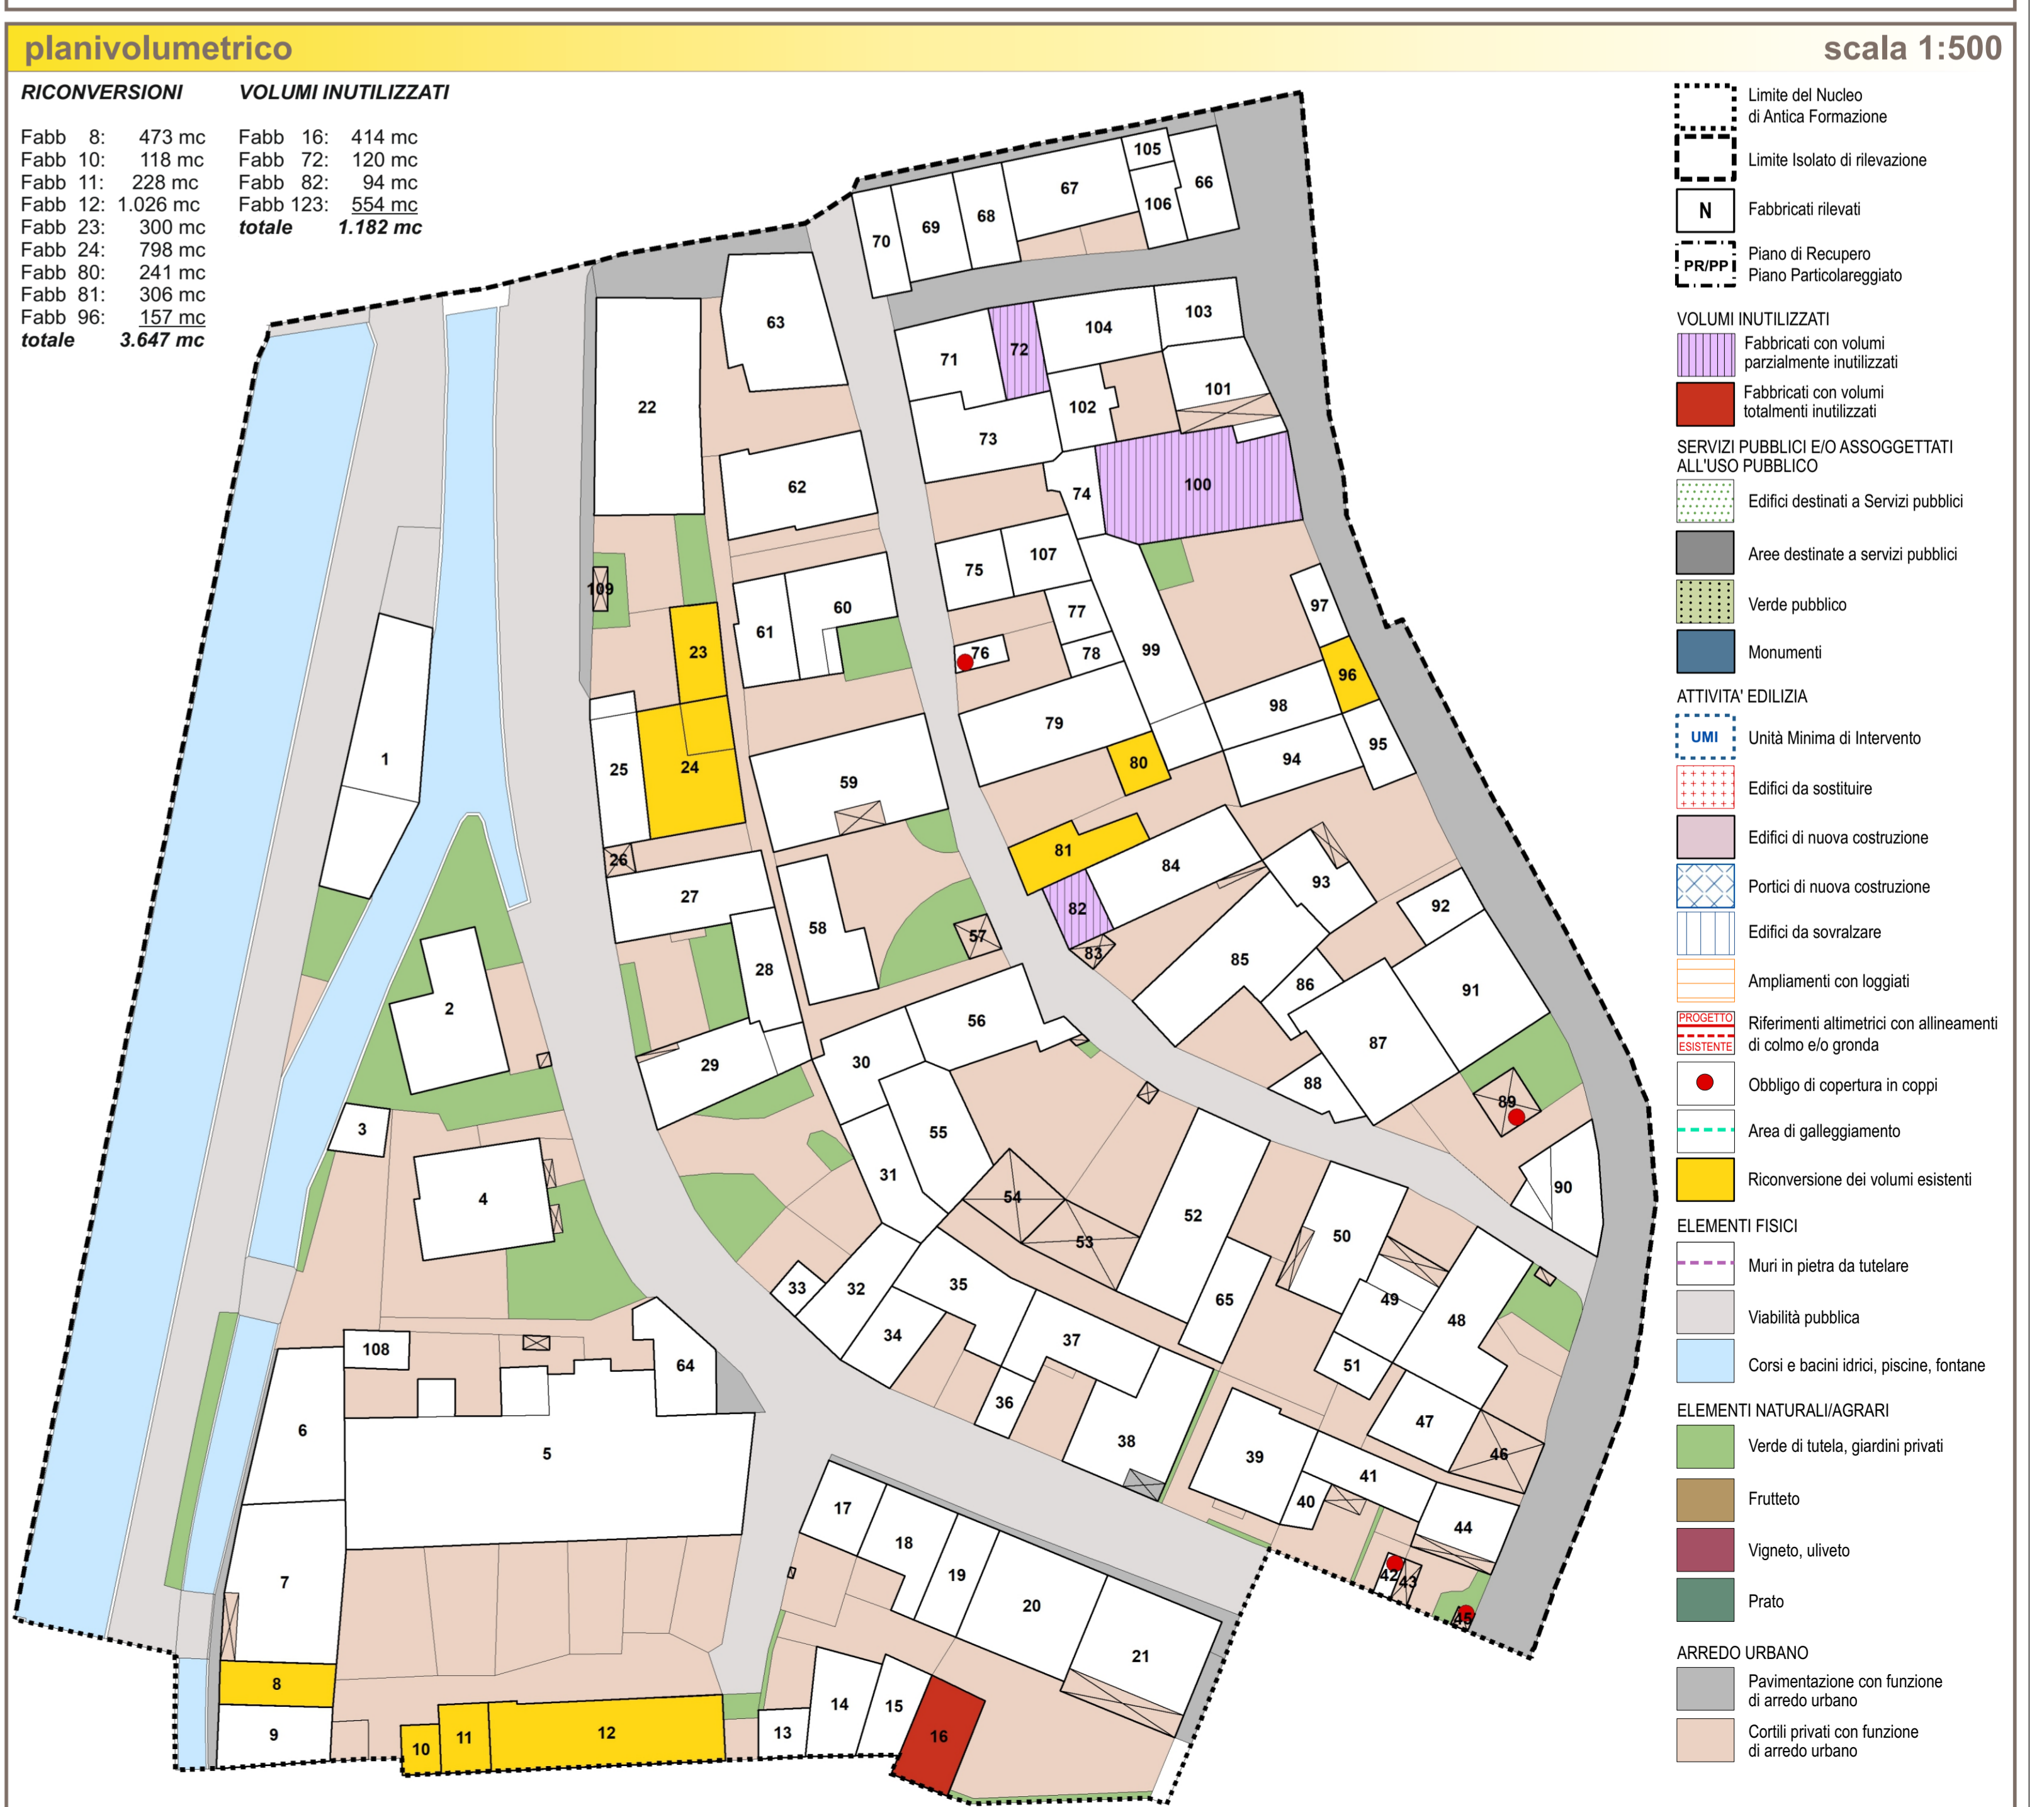 planivolumetrico
scala 1:500
RICONVERSIONI
Fabb 8: 473 mc
Fabb 10: 118 mc
Fabb 11: 228 mc
Fabb 12: 1.026 mc
Fabb 23: 300 mc
Fabb 24: 798 mc
Fabb 80: 241 mc
Fabb 81: 306 mc
Fabb 96: 157 mc
totale 3.647 mc
VOLUMI INUTILIZZATI
Fabb 16: 414 mc
Fabb 72: 120 mc
Fabb 82: 94 mc
Fabb 123: 554 mc
totale 1.182 mc
105
67
66
106
68
69
70
63
103
104
72
71
101
22
102
73
100
62
74
107
75
109
97
60
77
61
99
23
76
78
96
98
79
95
1
94
80
24
25
59
81
26
84
93
27
92
82
58
57
83
28
85
86
91
2
56
87
30
29
88
89
3
55
31
90
54
4
52
50
53
35
33
32
65
49
48
34
37
108
64
51
36
47
6
38
5
39
46
41
40
17
44
18
19
42
43
7
20
45
21
8
14
15
9
10
11
12
13
16
Limite del Nucleo
di Antica Formazione
Limite Isolato di rilevazione
N
Fabbricati rilevati
PR/PP
Piano di Recupero
Piano Particolareggiato
VOLUMI INUTILIZZATI
Fabbricati con volumi
parzialmente inutilizzati
Fabbricati con volumi
totalmenti inutilizzati
SERVIZI PUBBLICI E/O ASSOGGETTATI
ALL'USO PUBBLICO
Edifici destinati a Servizi pubblici
Aree destinate a servizi pubblici
Verde pubblico
Monumenti
ATTIVITA' EDILIZIA
UMI
Unità Minima di Intervento
Edifici da sostituire
Edifici di nuova costruzione
Portici di nuova costruzione
Edifici da sovralzare
Ampliamenti con loggiati
PROGETTO
ESISTENTE
Riferimenti altimetrici con allineamenti
di colmo e/o gronda
Obbligo di copertura in coppi
Area di galleggiamento
Riconversione dei volumi esistenti
ELEMENTI FISICI
Muri in pietra da tutelare
Viabilità pubblica
Corsi e bacini idrici, piscine, fontane
ELEMENTI NATURALI/AGRARI
Verde di tutela, giardini privati
Frutteto
Vigneto, uliveto
Prato
ARREDO URBANO
Pavimentazione con funzione
di arredo urbano
Cortili privati con funzione
di arredo urbano